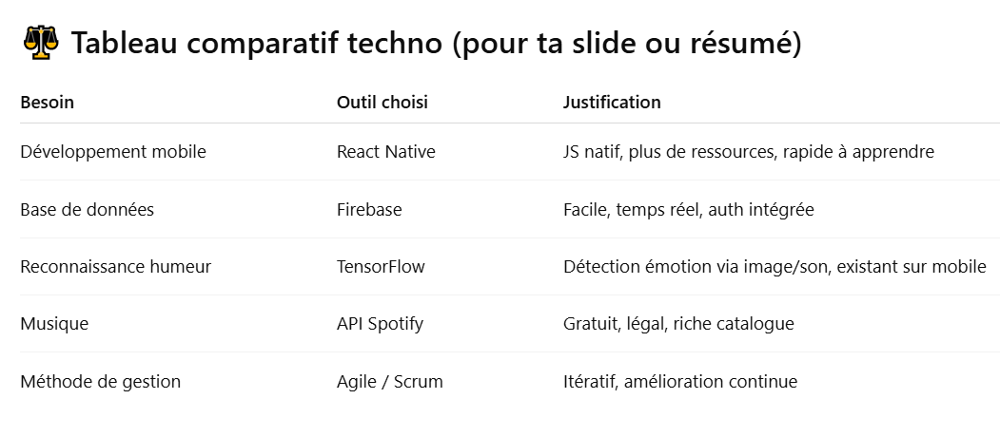 Tableau comparatif techno (pour ta slide ou résumé)
Besoin Outil choisi Justification
Développement mobile React Native JS natif, plus de ressources, rapide à apprendre
Base de données Firebase Facile, temps réel, auth intégrée
Reconnaissance humeur TensorFlow Détection émotion via image/son, existant sur mobile
Musique API Spotify Gratuit, légal, riche catalogue
Méthode de gestion Agile / Scrum Itératif, amélioration continue